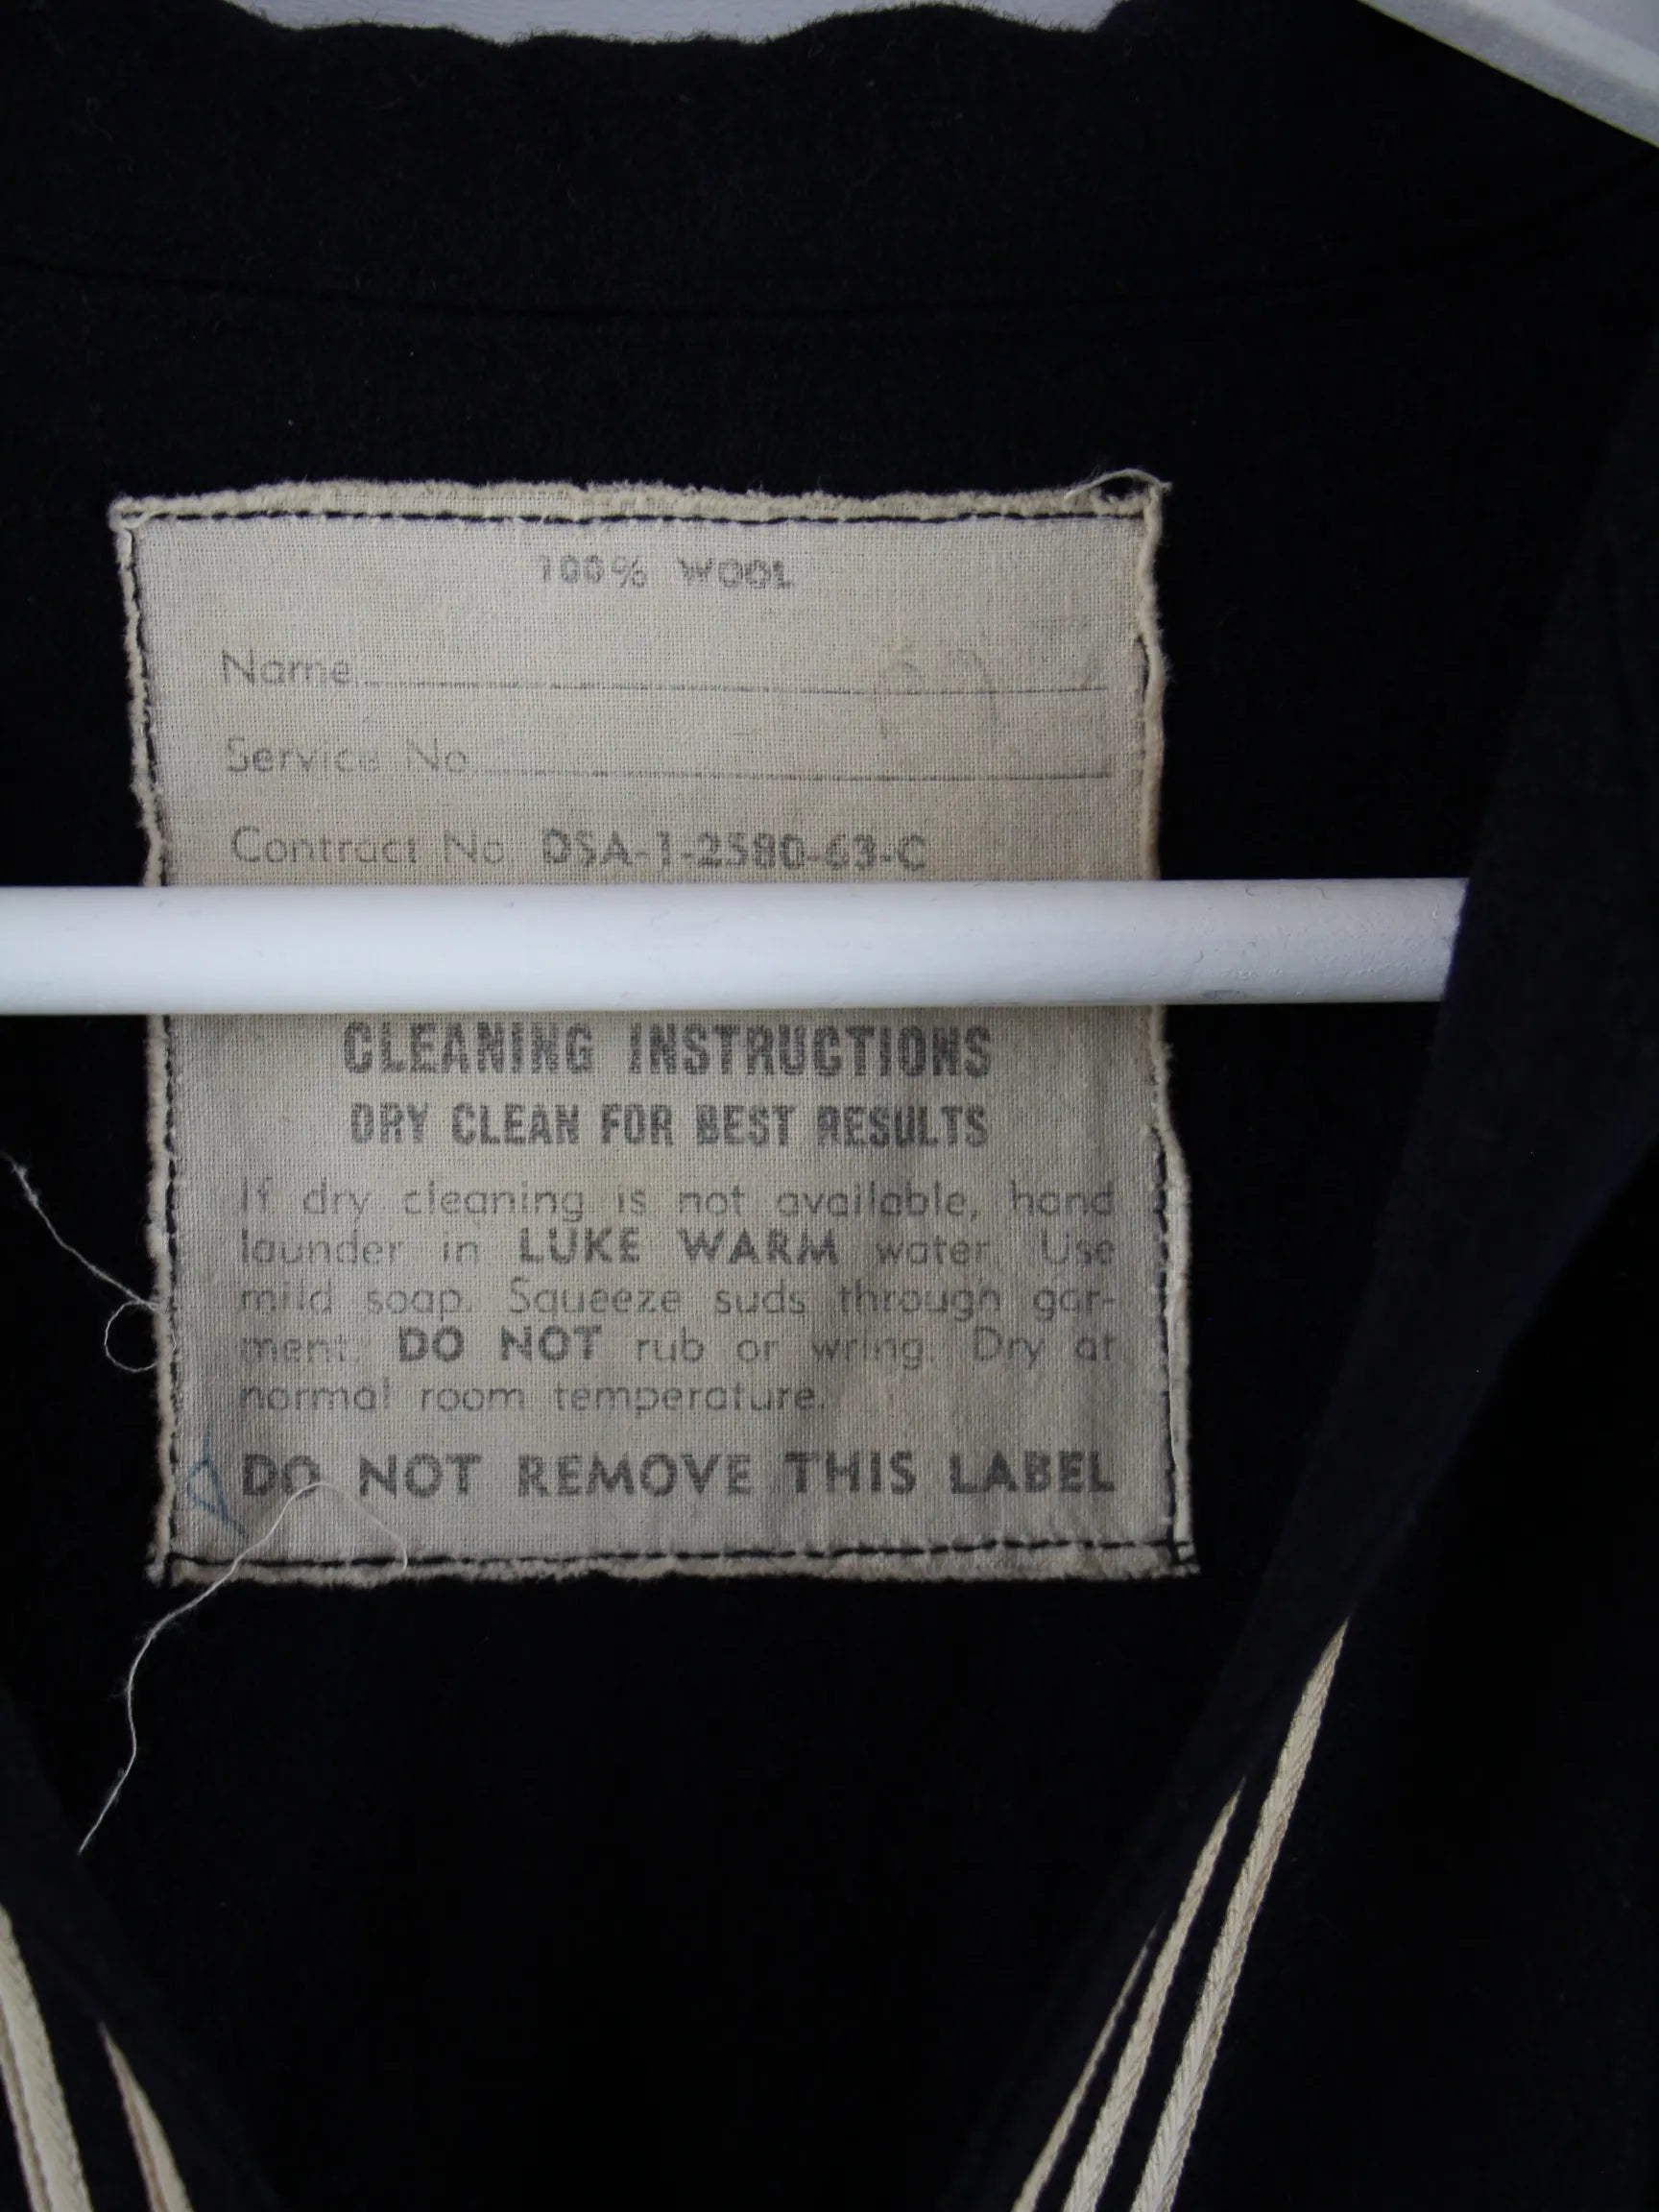 100% WOOL
Name
Service No.
Contract No. DSA-1-2580-63-C
CLEANING INSTRUCTIONS
DRY CLEAN FOR BEST RESULTS
If dry cleaning is not available, hand
launder in LUKE WARM water. Use
mild soap. Squeeze suds through gar-
ment. DO NOT rub or wring. Dry at
normal room temperature.
DO NOT REMOVE THIS LABEL